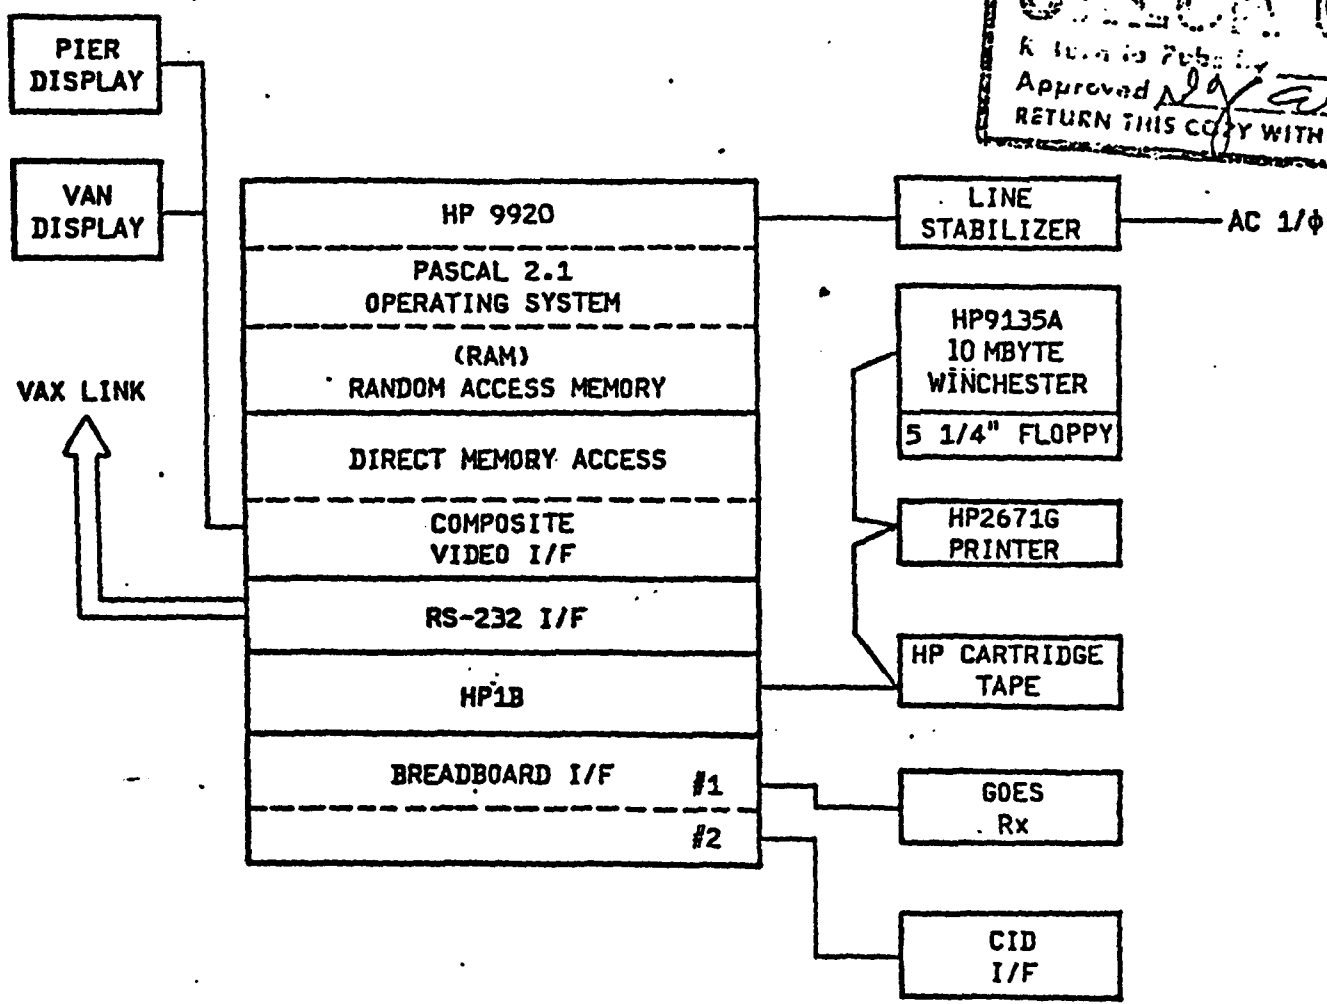 PIER
DISPLAY
VAN
DISPLAY
VAX LINK
HP 9920
PASCAL 2.1
OPERATING SYSTEM
(RAM)
RANDOM ACCESS MEMORY
DIRECT MEMORY ACCESS
COMPOSITE
VIDEO I/F
RS-232 I/F
HP1B
BREADBOARD I/F #1
#2
Approved
RETURN THIS COPY WITH
LINE
STABILIZER
AC 1/ɸ
HP9135A
10 MBYTE
WINCHESTER
5 1/4" FLOPPY
HP2671G
PRINTER
HP CARTRIDGE
TAPE
GOES
Rx
CID
I/F